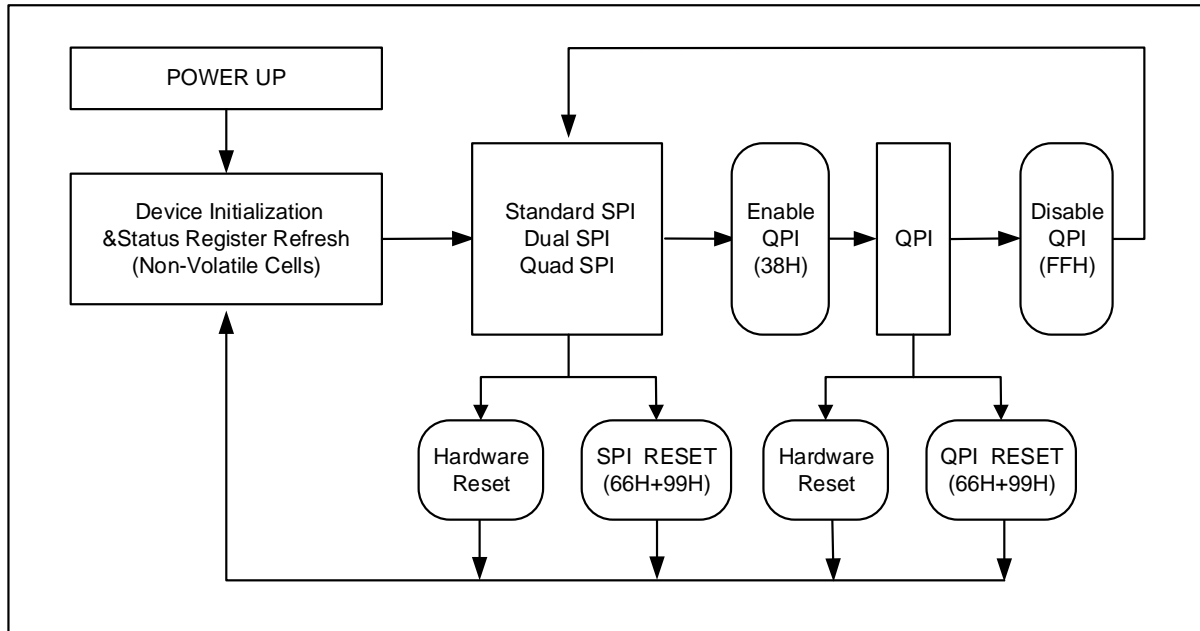 POWER UP
Device Initialization
&Status Register Refresh
(Non-Volatile Cells)
Standard SPI
Dual SPI
Quad SPI
Enable
QPI
(38H)
QPI
Disable
QPI
(FFH)
Hardware
Reset
SPI RESET
(66H+99H)
Hardware
Reset
QPI RESET
(66H+99H)